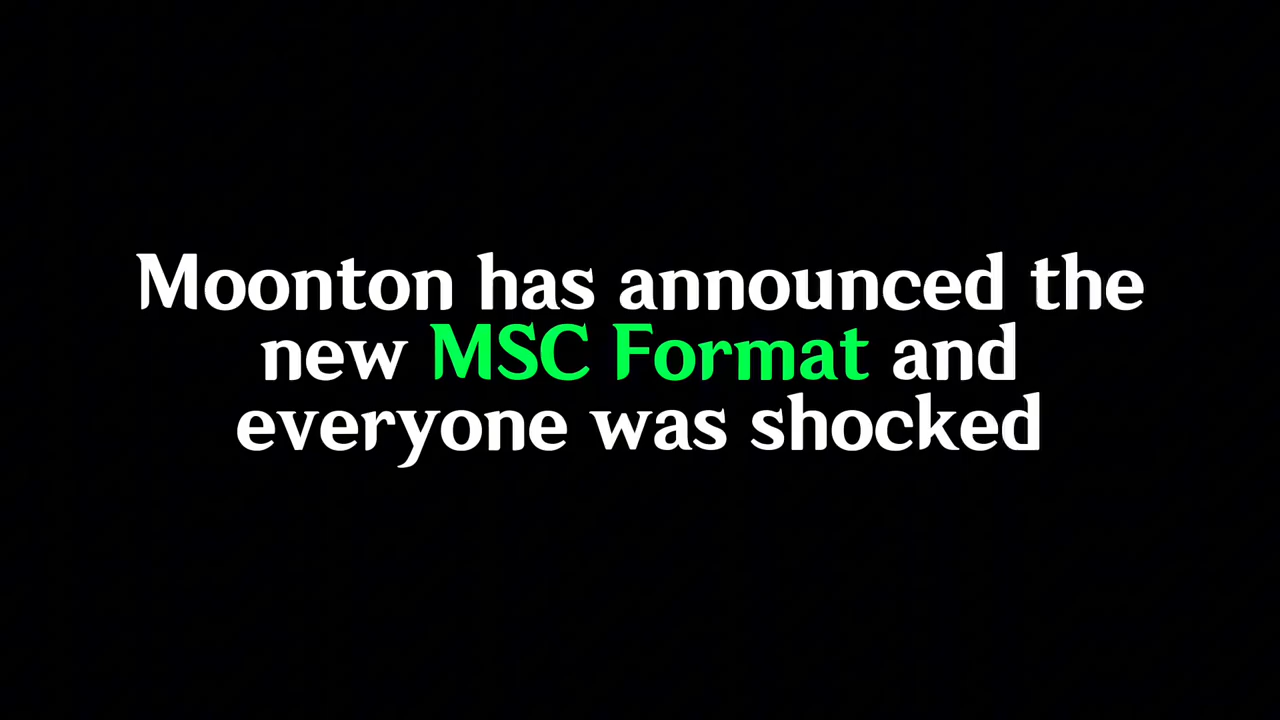 Moonton has announced the
new MSC Format and
everyone was shocked